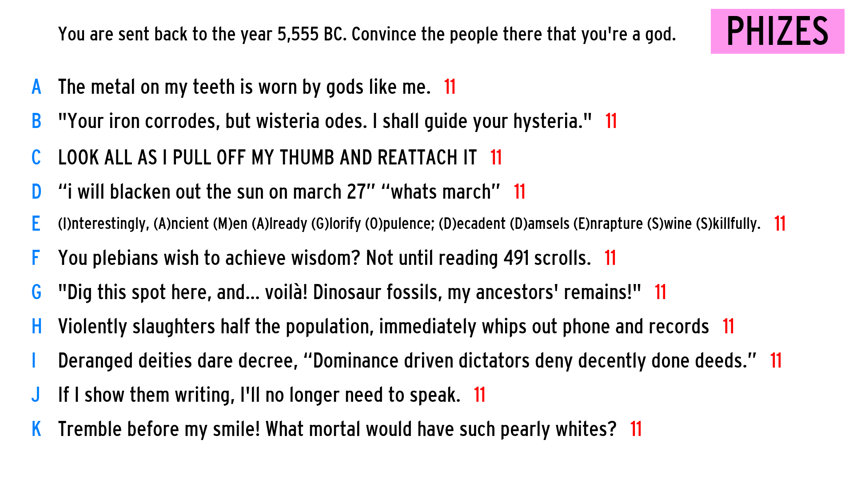 You are sent back to the year 5,555 BC. Convince the people there that you're a god.
PHIZES
A The metal on my teeth is worn by gods like me. 11
B "Your iron corrodes, but wisteria odes. I shall guide your hysteria." 11
C LOOK ALL AS I PULL OFF MY THUMB AND REATTACH IT 11
D “i will blacken out the sun on march 27” “whats march” 11
E (I)nterestingly, (A)ncient (M)en (A)lready (G)lorify (O)pulence; (D)ecadent (D)amsels (E)nrapture (S)wine (S)killfully. 11
F You plebians wish to achieve wisdom? Not until reading 491 scrolls. 11
G "Dig this spot here, and... voilà! Dinosaur fossils, my ancestors' remains!" 11
H Violently slaughters half the population, immediately whips out phone and records 11
I Deranged deities dare decree, “Dominance driven dictators deny decently done deeds.” 11
J If I show them writing, I'll no longer need to speak. 11
K Tremble before my smile! What mortal would have such pearly whites? 11